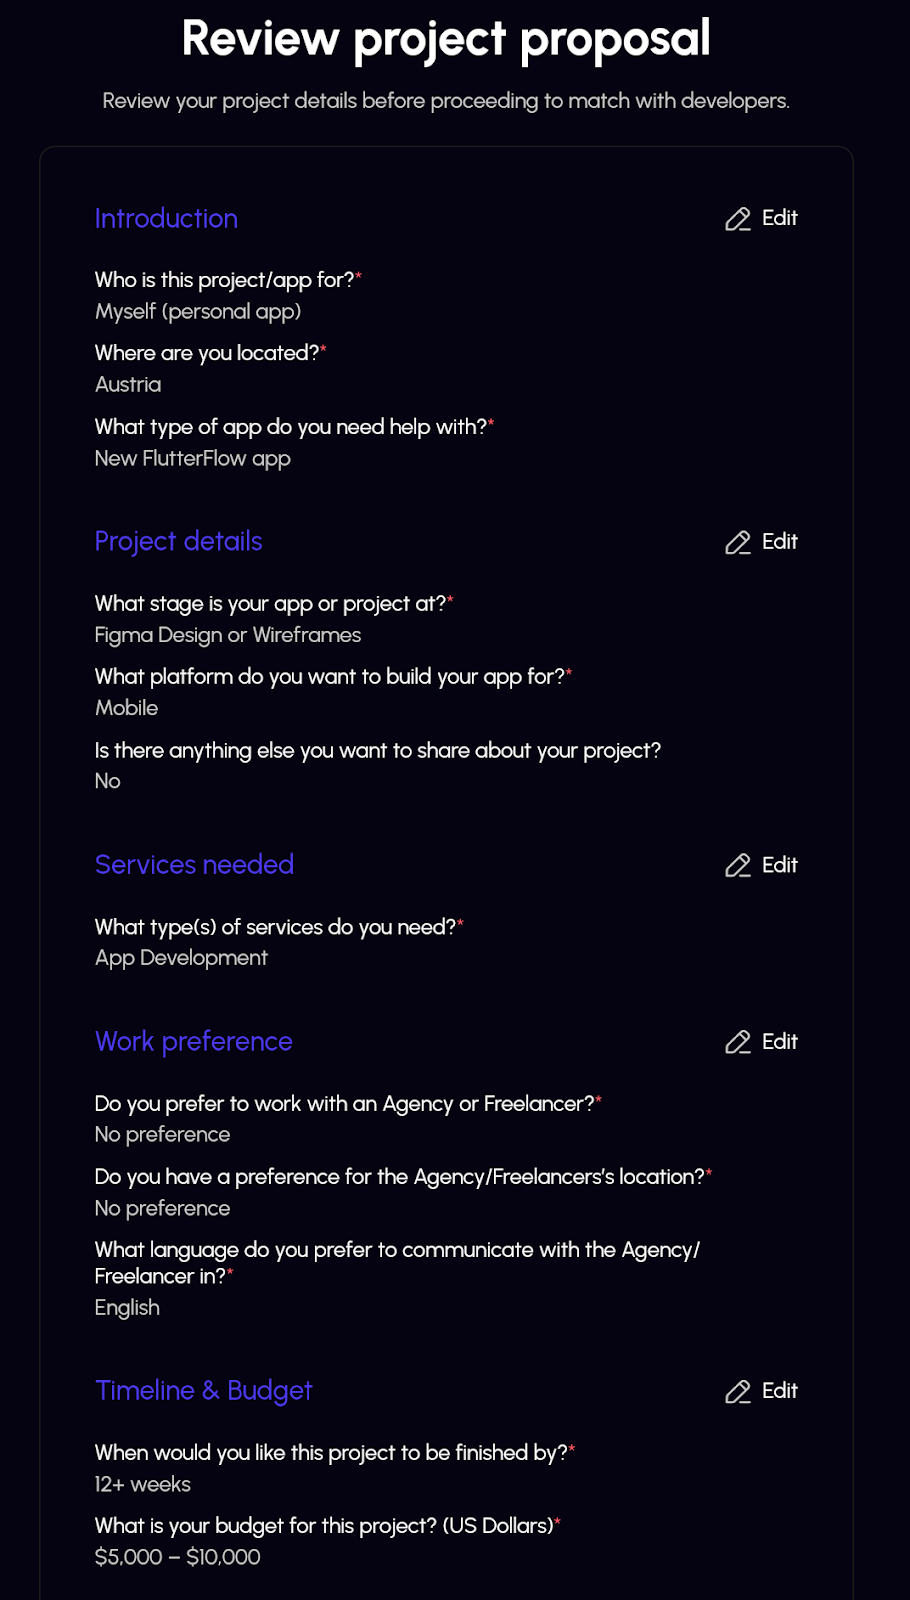 Review project proposal
Review your project details before proceeding to match with developers.
Introduction
Edit
Who is this project/app for?*
Myself (personal app)
Where are you located?*
Austria
What type of app do you need help with?*
New FlutterFlow app
Project details
Edit
What stage is your app or project at?*
Figma Design or Wireframes
What platform do you want to build your app for?*
Mobile
Is there anything else you want to share about your project?
No
Services needed
Edit
What type(s) of services do you need?*
App Development
Work preference
Edit
Do you prefer to work with an Agency or Freelancer?*
No preference
Do you have a preference for the Agency/Freelancers's location?*
No preference
What language do you prefer to communicate with the Agency/
Freelancer in?*
English
Timeline & Budget
Edit
When would you like this project to be finished by?*
12+ weeks
What is your budget for this project? (US Dollars)*
$5,000 – $10,000